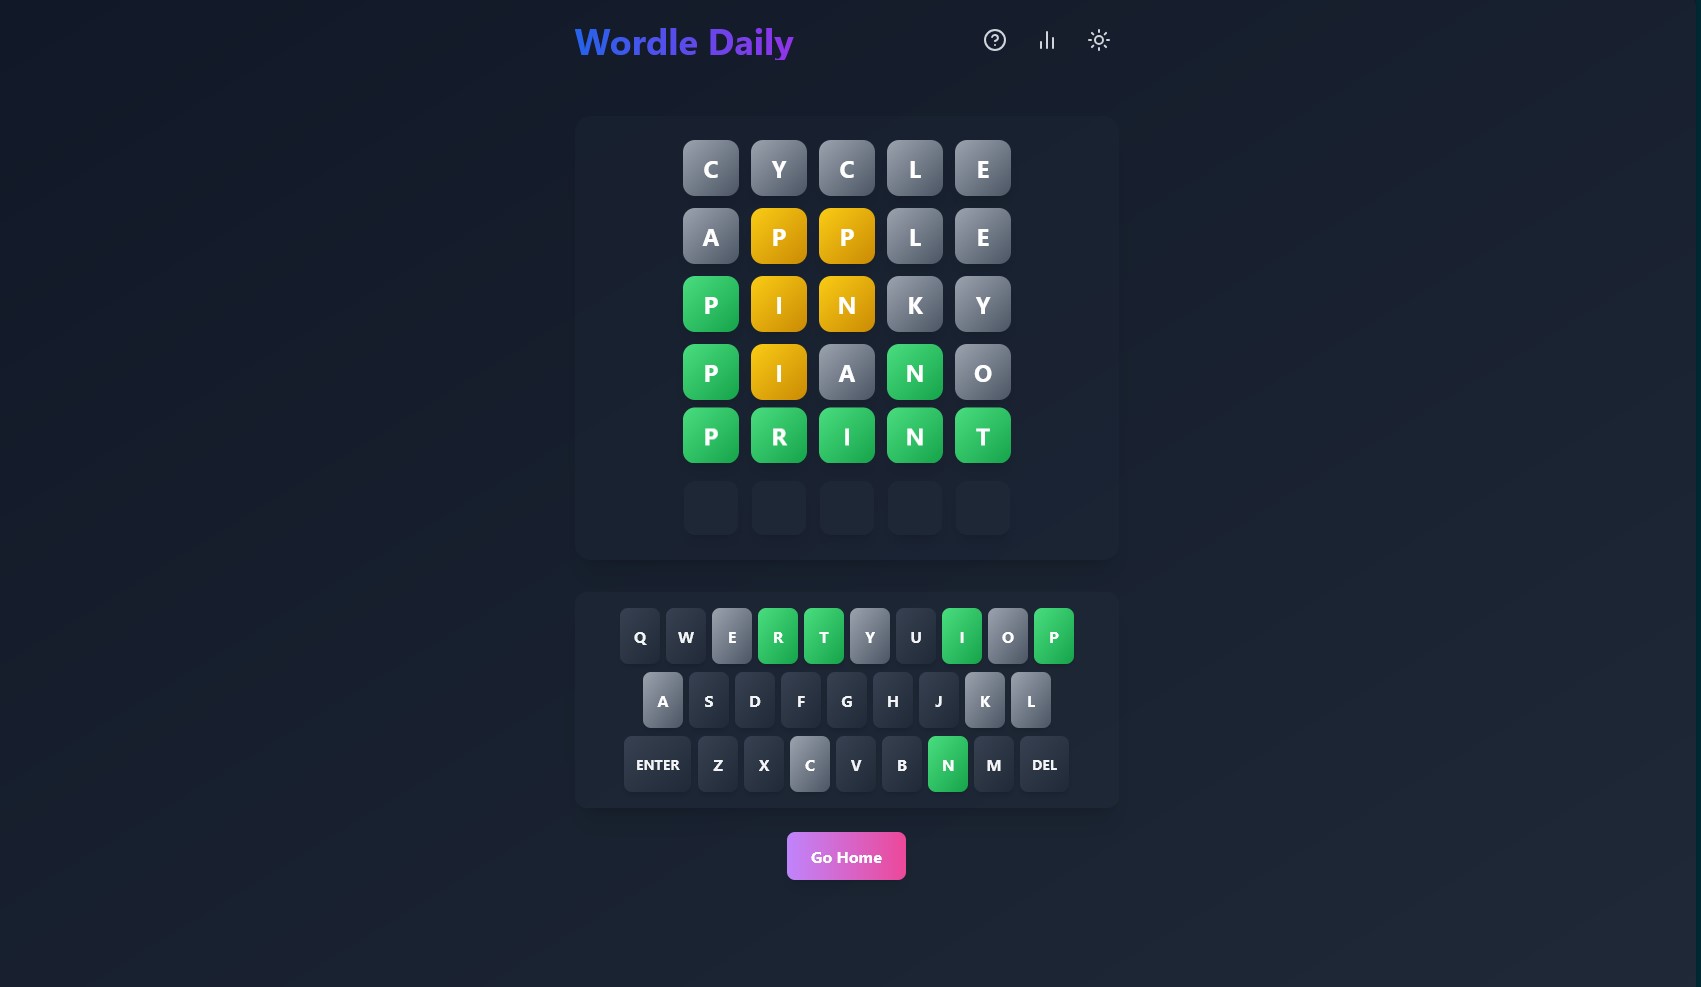 Wordle Daily
C Y C L E
A P P L E
P I N K Y
P I A N O
P R I N T
Q W E R T Y U I O P
A S D F G H J K L
ENTER Z X C V B N M DEL
Go Home